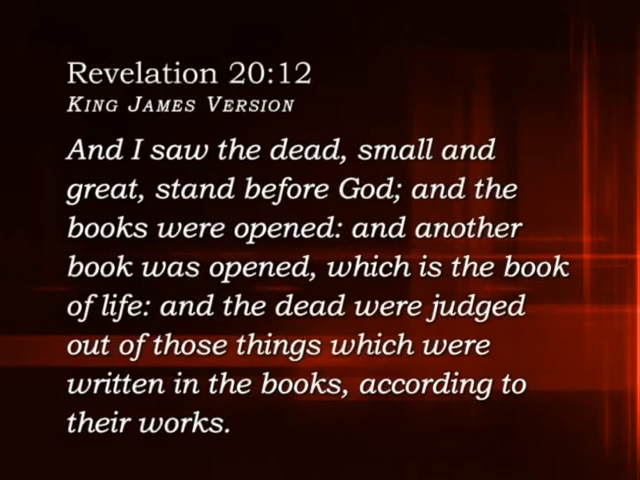 Revelation 20:12
King James Version
And I saw the dead, small and
great, stand before God; and the
books were opened: and another
book was opened, which is the book
of life: and the dead were judged
out of those things which were
written in the books, according to
their works.